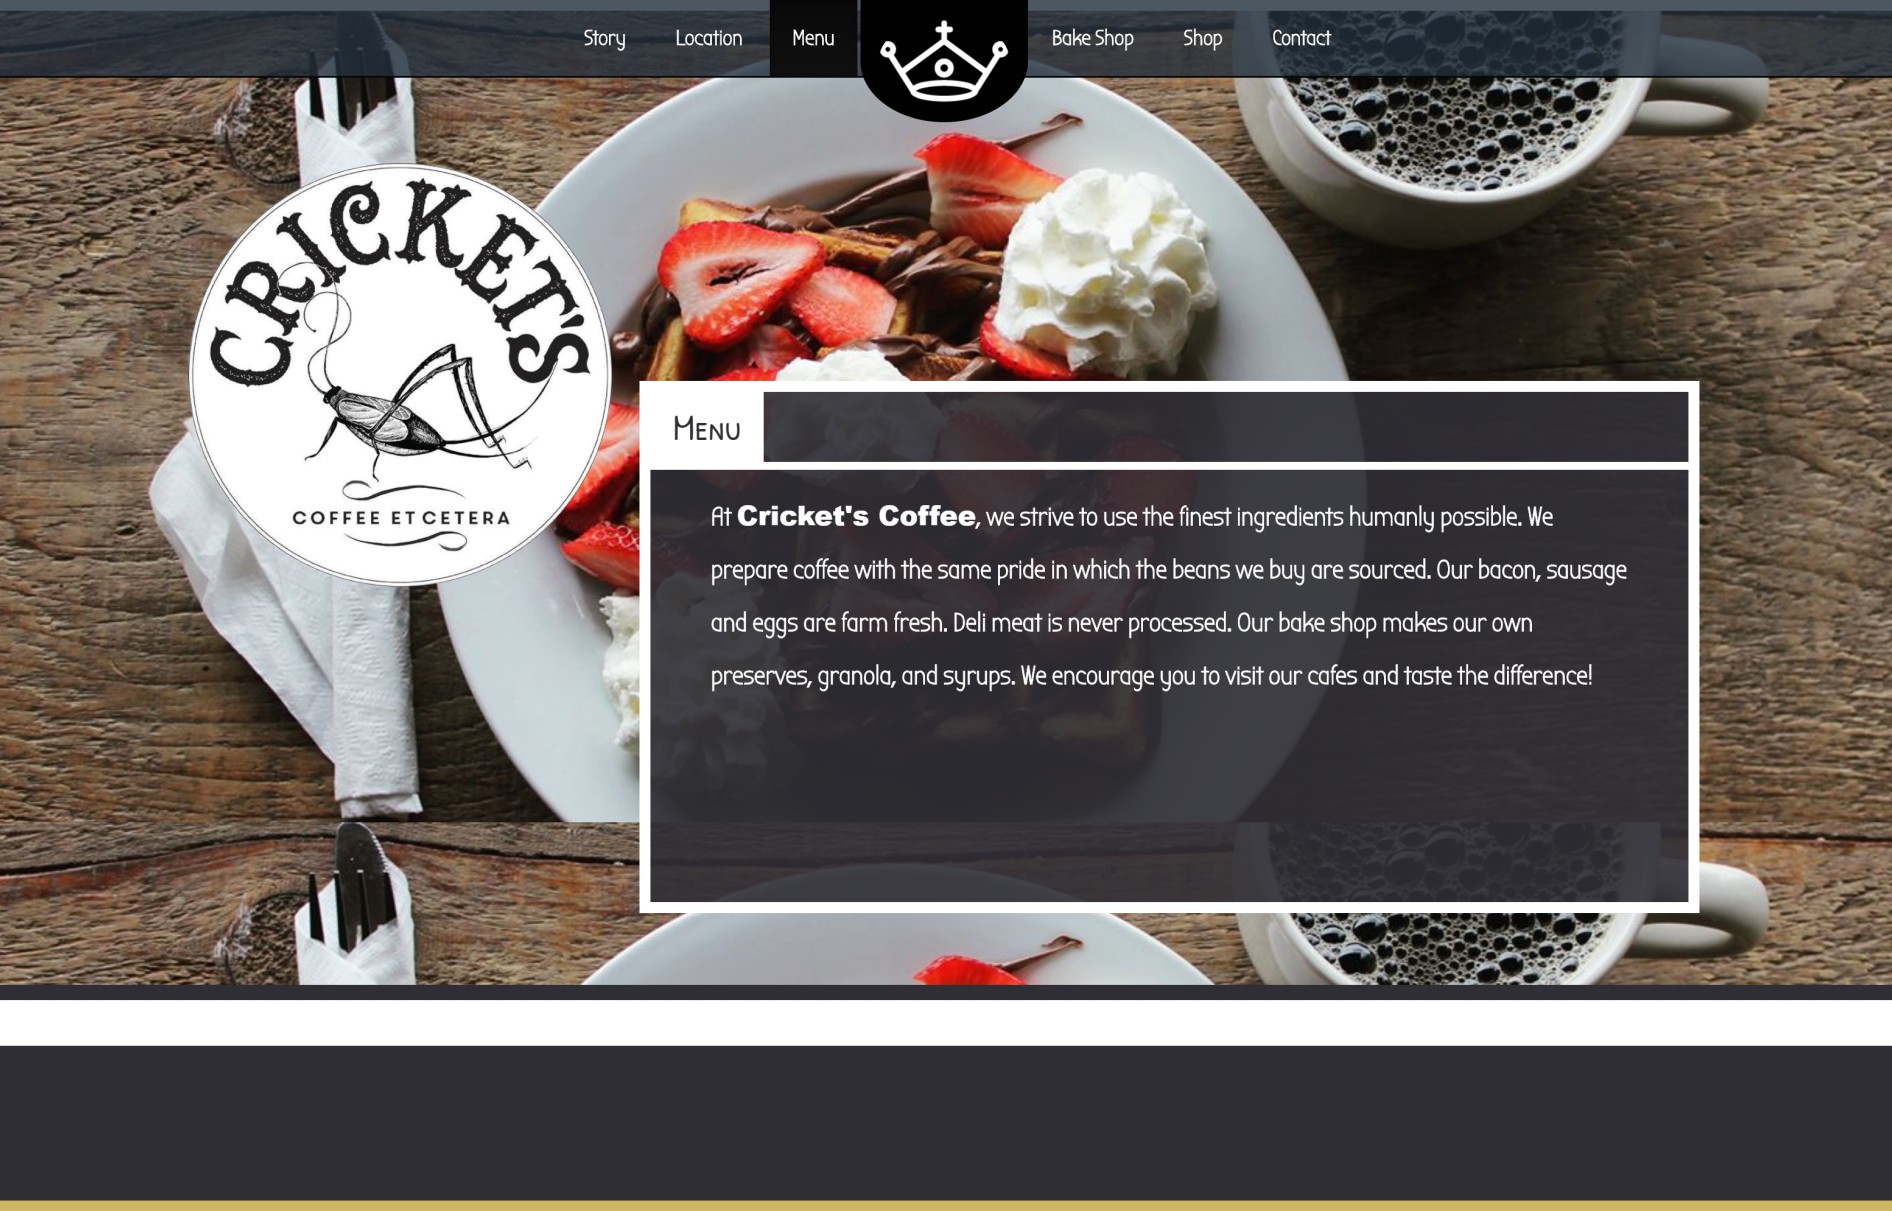 Story
Location
Menu
Bake Shop
Shop
Contact
CRICKET'S
COFFEE ET CETERA
Menu
At Cricket's Coffee, we strive to use the finest ingredients humanly possible. We
prepare coffee with the same pride in which the beans we buy are sourced. Our bacon, sausage
and eggs are farm fresh. Deli meat is never processed. Our bake shop makes our own
preserves, granola, and syrups. We encourage you to visit our cafes and taste the difference!